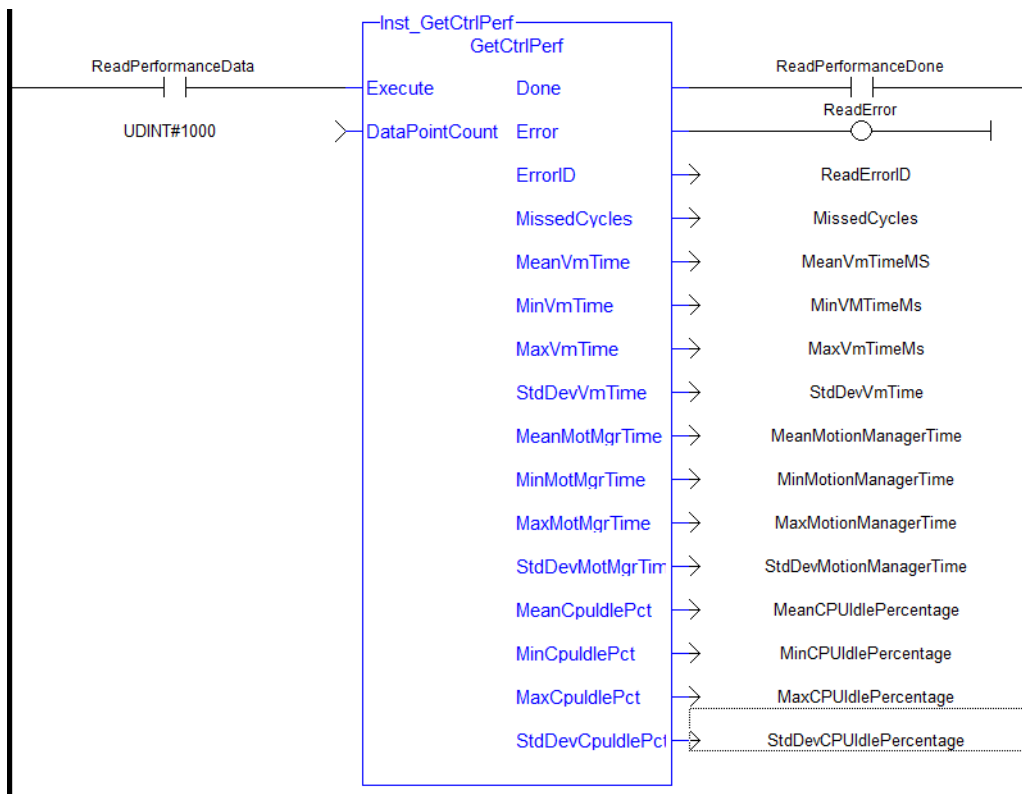 Inst_GetCtrlPerf
GetCtrlPerf
ReadPerformanceData
Execute
Done
ReadPerformanceDone
UDINT#1000
DataPointCount
Error
ReadError
ErrorID
ReadErrorID
MissedCycles
MissedCycles
MeanVmTime
MeanVmTimeMS
MinVmTime
MinVMTimeMs
MaxVmTime
MaxVmTimeMs
StdDevVmTime
StdDevVmTime
MeanMotMgrTime
MeanMotionManagerTime
MinMotMgrTime
MinMotionManagerTime
MaxMotMgrTime
MaxMotionManagerTime
StdDevMotMgrTim
StdDevMotionManagerTime
MeanCpuIdlePct
MeanCPUIdlePercentage
MinCpuIdlePct
MinCPUIdlePercentage
MaxCpuIdlePct
MaxCPUIdlePercentage
StdDevCpuIdlePct
StdDevCPUIdlePercentage